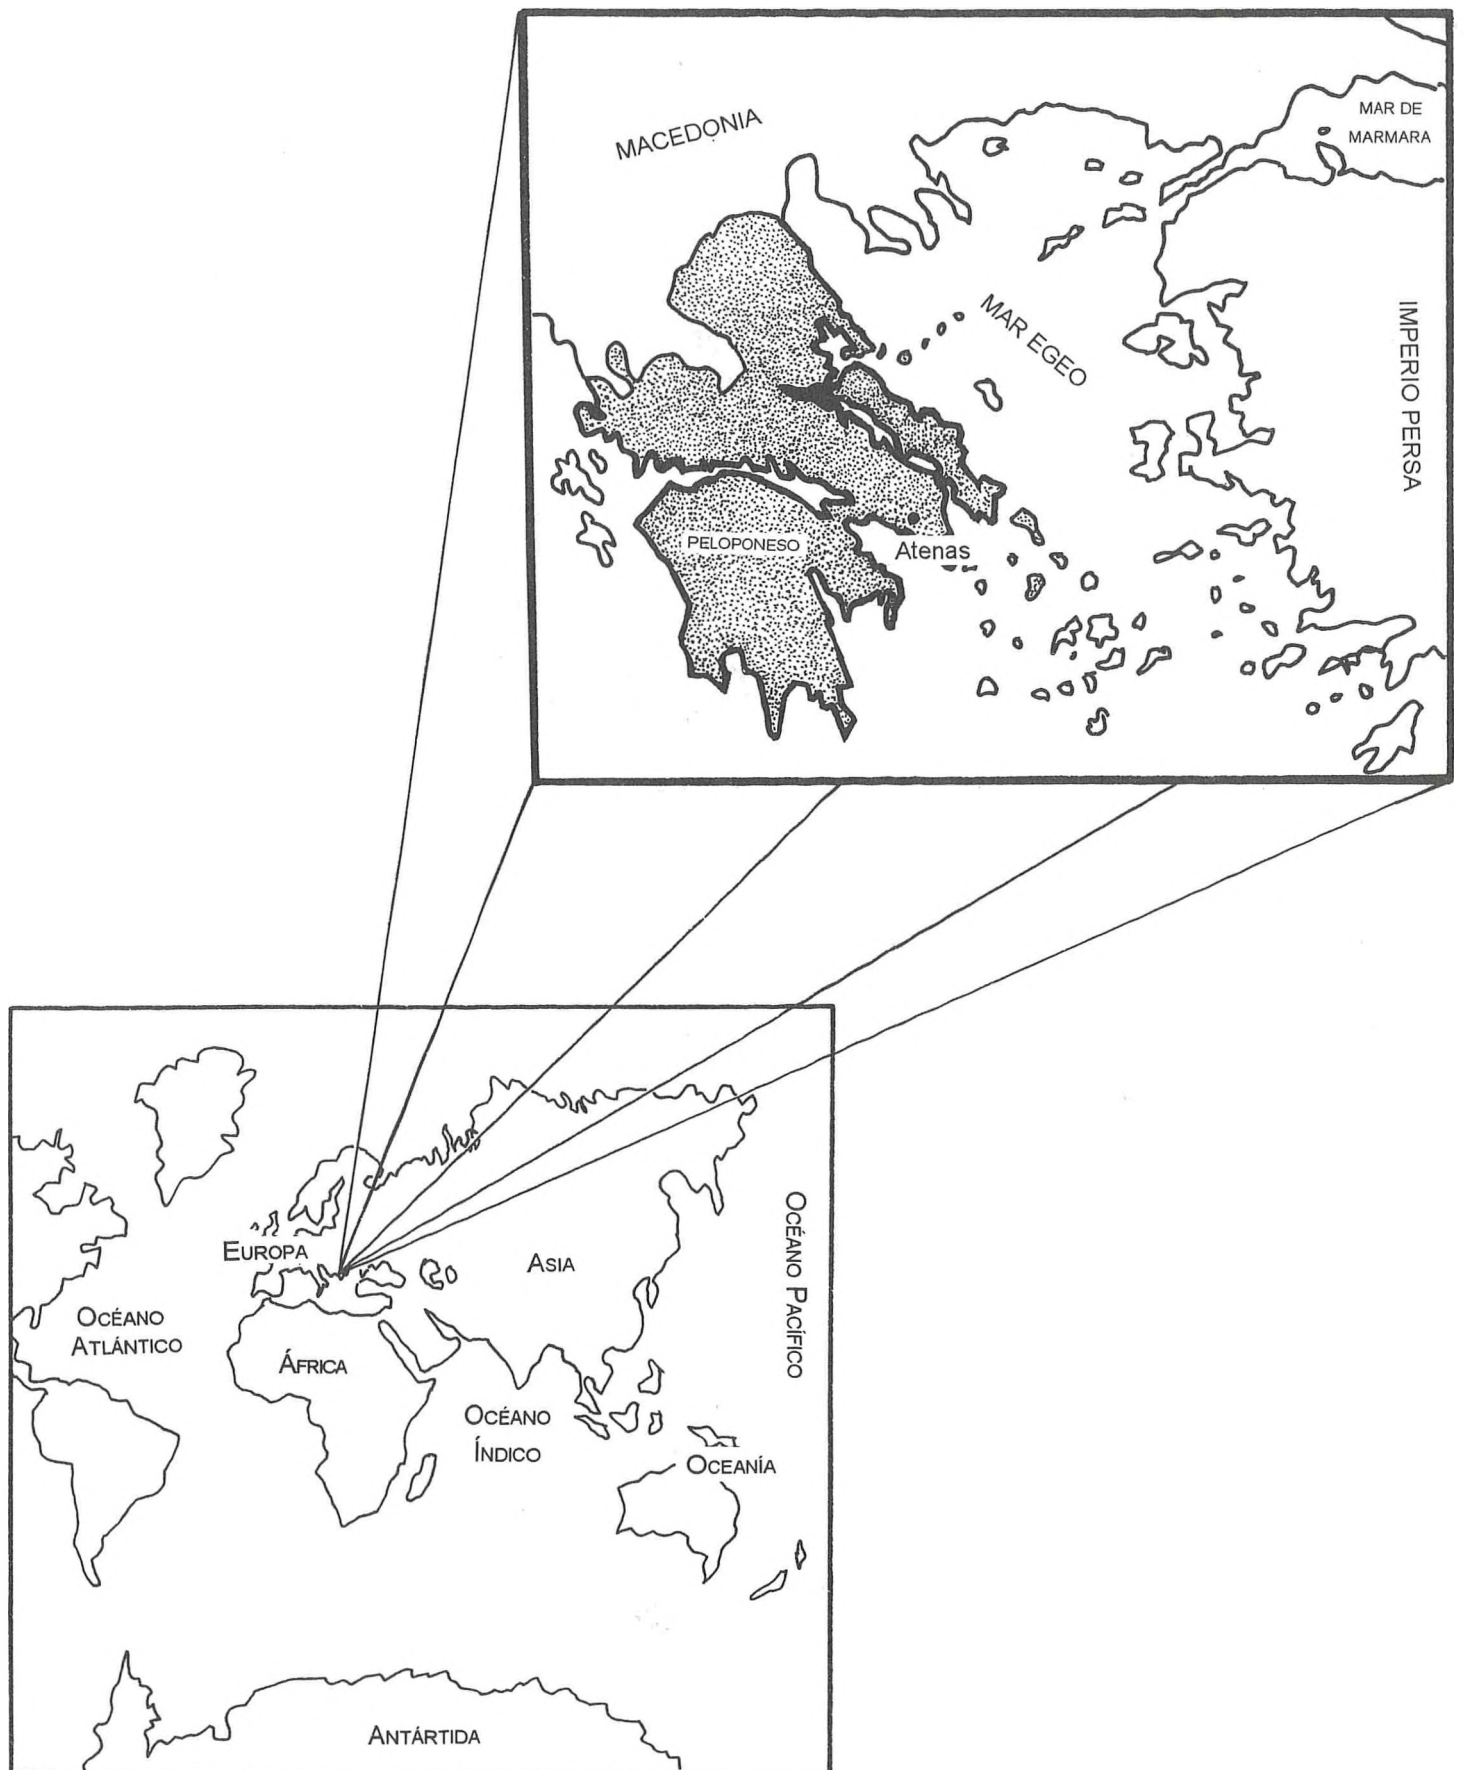 MACEDONIA
MAR DE
MARMARA
MAR EGEO
IMPERIO PERSA
PELOPONESO
Atenas
EUROPA
ASIA
OCÉANO PACÍFICO
OCÉANO
ATLÁNTICO
ÁFRICA
OCÉANO
ÍNDICO
OCEANÍA
ANTÁRTIDA